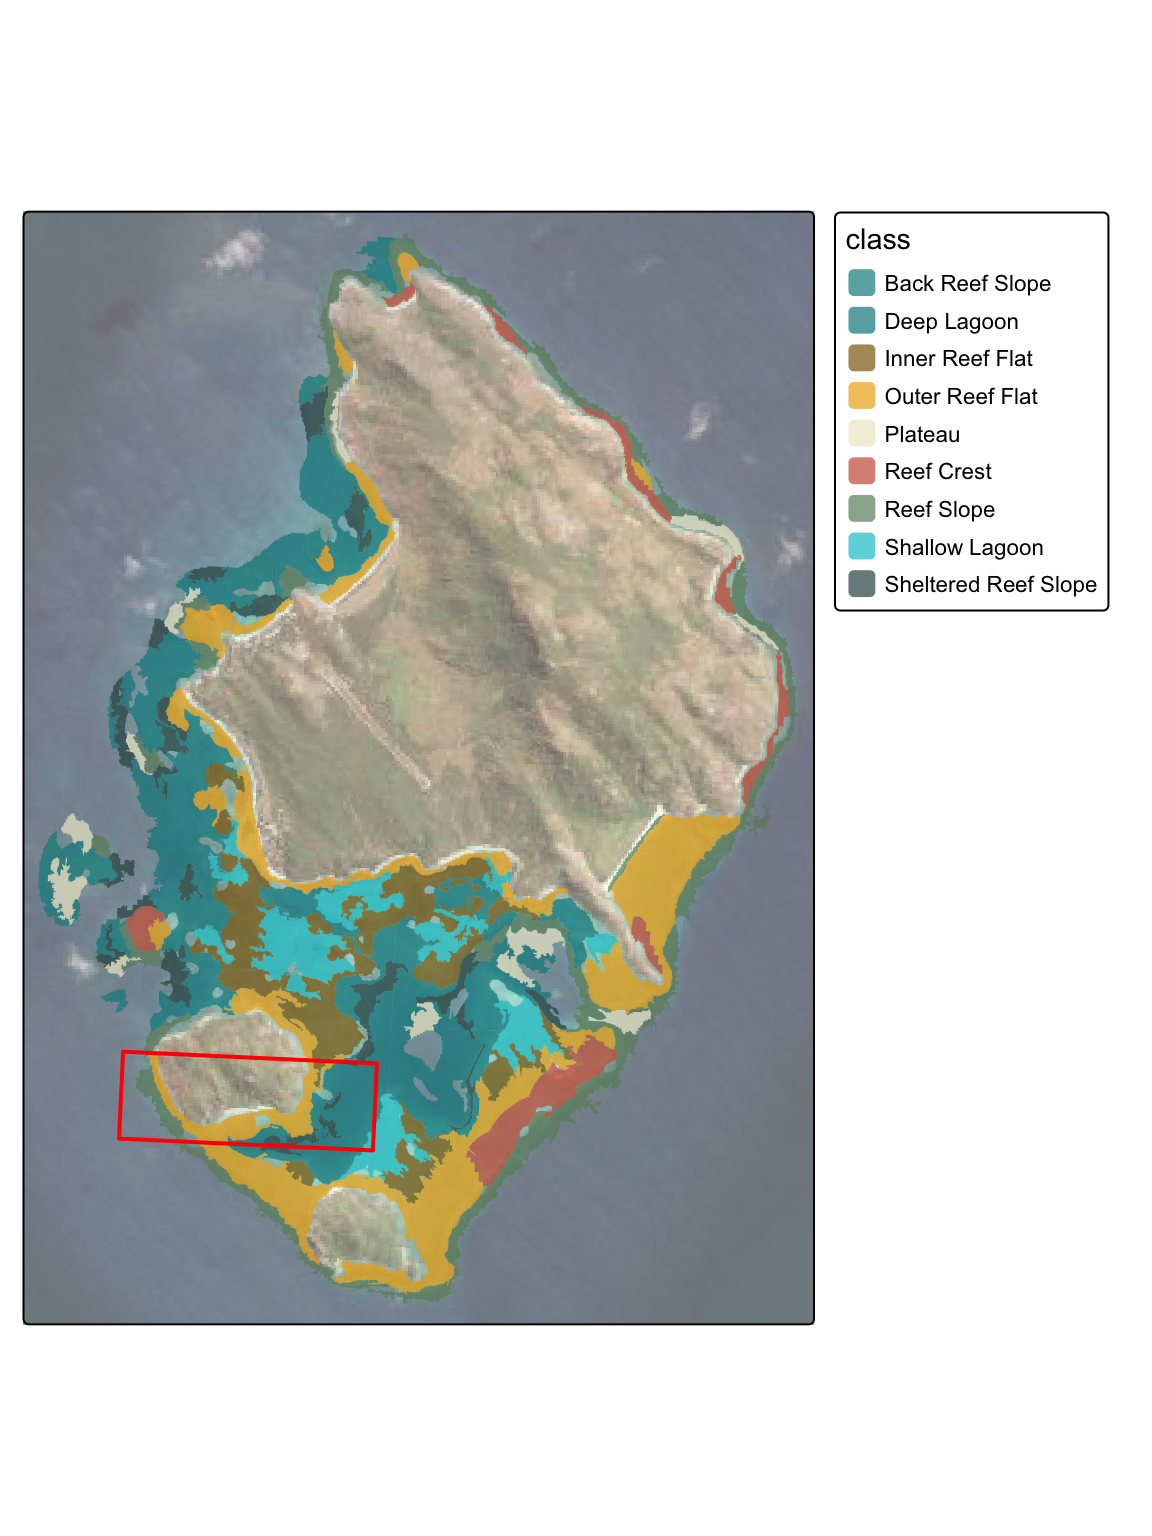 class
Back Reef Slope
Deep Lagoon
Inner Reef Flat
Outer Reef Flat
Plateau
Reef Crest
Reef Slope
Shallow Lagoon
Sheltered Reef Slope